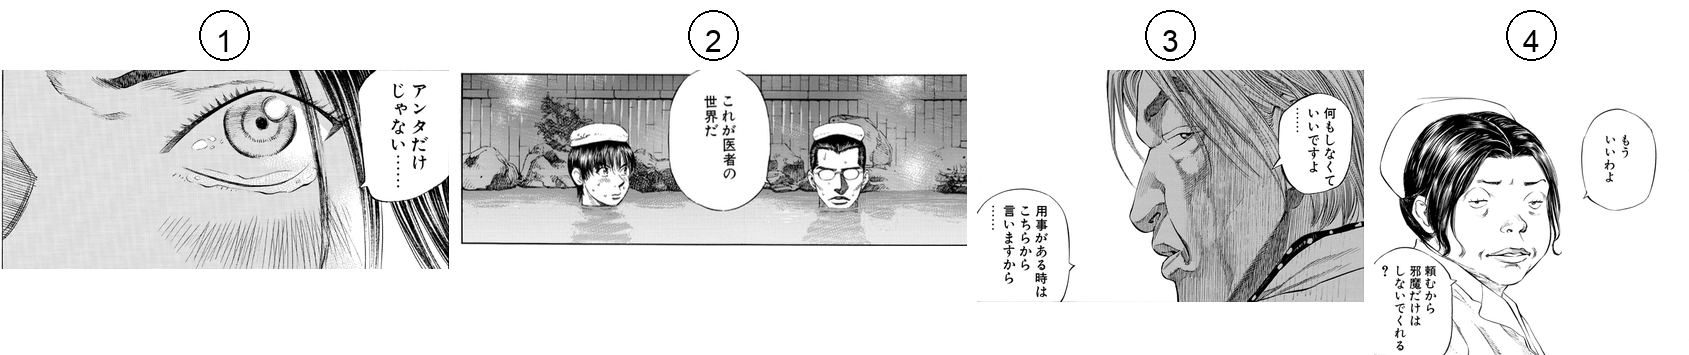 1
アンタだけ
じゃない……
2
これが医者の
世界だ
3
何もしなくて
いいですよ
……
用事がある時は
こちらから
言いますから
……
4
もう
いいわよ
頼むから
邪魔だけは
しないでくれる
?